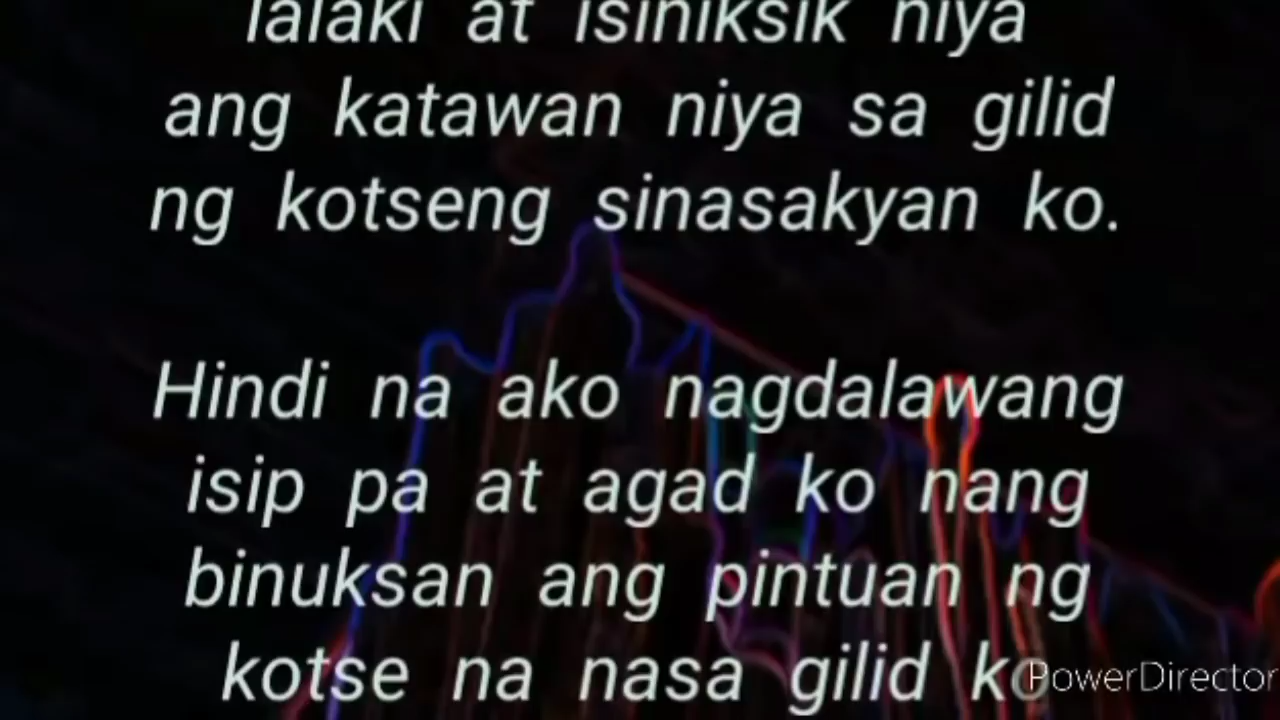 lalaki at isiniksik niya
ang katawan niya sa gilid
ng kotseng sinasakyan ko.
Hindi na ako nagdalawang
isip pa at agad ko nang
binuksan ang pintuan ng
kotse na nasa gilid ko
PowerDirector